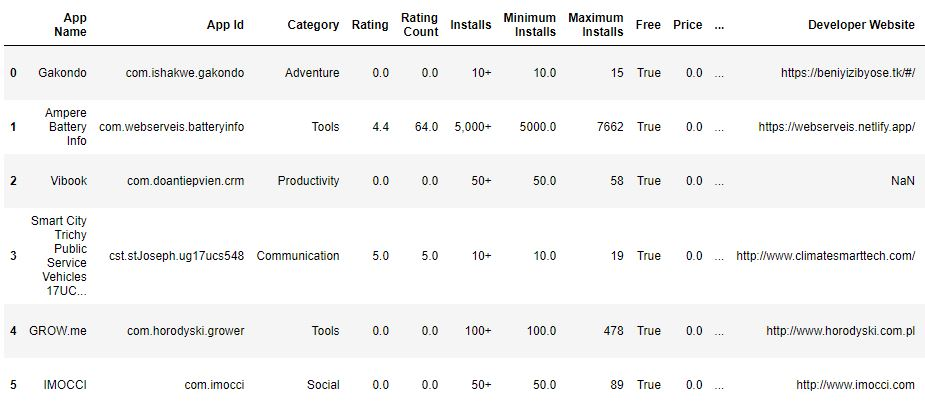 App Name App Id Category Rating Rating Count Installs Minimum Installs Maximum Installs Free Price ... Developer Website
0 Gakondo com.ishakwe.gakondo Adventure 0.0 0.0 10+ 10.0 15 True 0.0 ... https://beniyizibyose.tk/#/
1 Ampere Battery Info com.webserveis.batteryinfo Tools 4.4 64.0 5,000+ 5000.0 7662 True 0.0 ... https://webserveis.netlify.app/
2 Vibook com.doantiepvien.crm Productivity 0.0 0.0 50+ 50.0 58 True 0.0 ... NaN
3 Smart City Trichy Public Service Vehicles 17UC... cst.stJoseph.ug17ucs548 Communication 5.0 5.0 10+ 10.0 19 True 0.0 ... http://www.climatesmarttech.com/
4 GROW.me com.horodyski.grower Tools 0.0 0.0 100+ 100.0 478 True 0.0 ... http://www.horodyski.com.pl
5 IMOCCI com.imocci Social 0.0 0.0 50+ 50.0 89 True 0.0 ... http://www.imocci.com